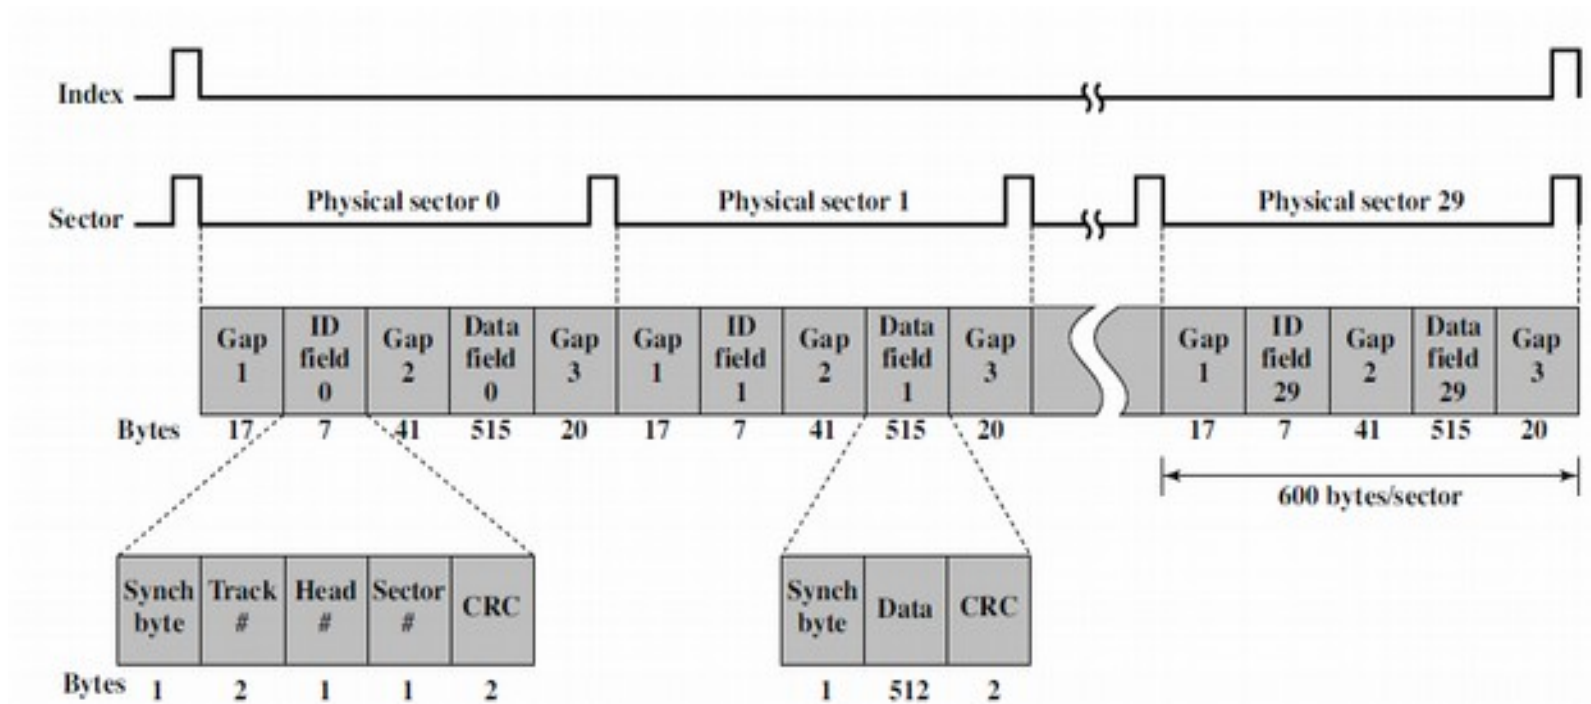 Index
Sector
Physical sector 0
Physical sector 1
Physical sector 29
Gap 1
ID field 0
Gap 2
Data field 0
Gap 3
Gap 1
ID field 1
Gap 2
Data field 1
Gap 3
Gap 1
ID field 29
Gap 2
Data field 29
Gap 3
Bytes 17 7 41 515 20 17 7 41 515 20 17 7 41 515 20
600 bytes/sector
Synch byte
Track #
Head #
Sector #
CRC
Synch byte
Data
CRC
Bytes 1 2 1 1 2 1 512 2